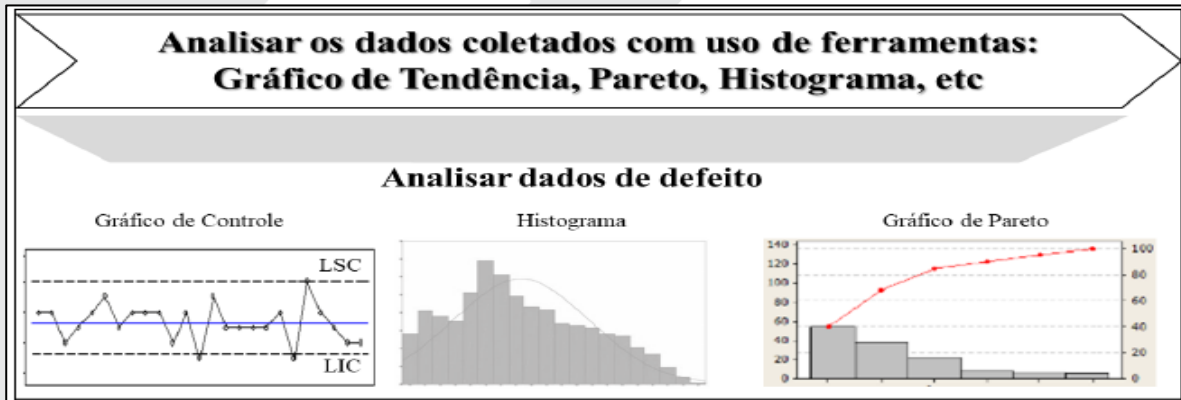 Analisar os dados coletados com uso de ferramentas:
Gráfico de Tendência, Pareto, Histograma, etc
Analisar dados de defeito
Gráfico de Controle
Histograma
Gráfico de Pareto
LSC
LIC
140
120
100
80
60
40
20
0
100
80
60
40
20
0